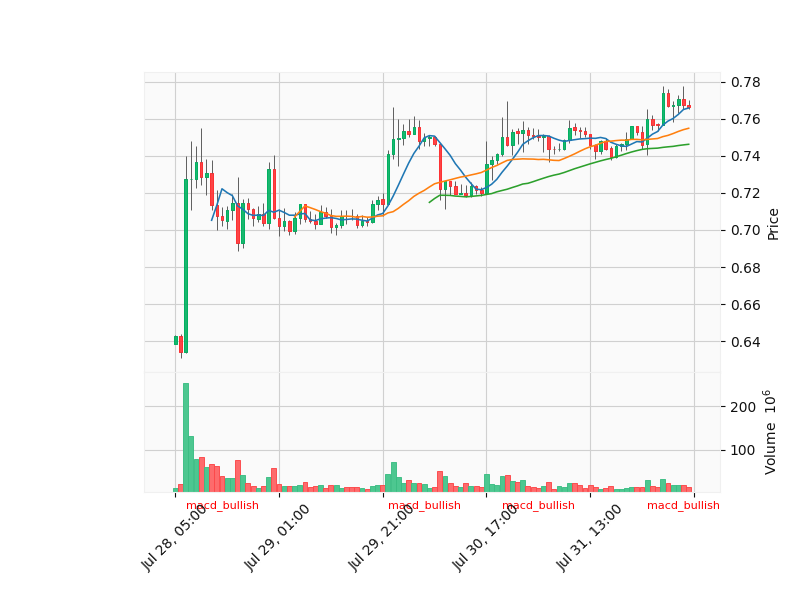 0.78
0.76
0.74
0.72
0.70
0.68
0.66
0.64
Price
200
100
Volume 10^6
macd_bullish
macd_bullish
macd_bullish
macd_bullish
Jul 28, 05:00
Jul 29, 01:00
Jul 29, 21:00
Jul 30, 17:00
Jul 31, 13:00